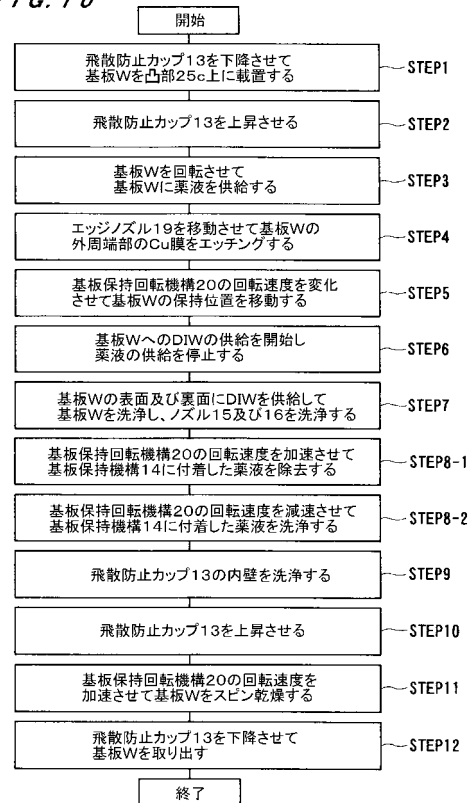 FIG. 10
開始
飛散防止カップ13を下降させて
基板Wを凸部25c上に載置する
STEP1
飛散防止カップ13を上昇させる
STEP2
基板Wを回転させて
基板Wに薬液を供給する
STEP3
エッジノズル19を移動させて基板Wの
外周端部のCu膜をエッチングする
STEP4
基板保持回転機構20の回転速度を変化
させて基板Wの保持位置を移動する
STEP5
基板WへのDIWの供給を開始し
薬液の供給を停止する
STEP6
基板Wの表面及び裏面にDIWを供給して
基板Wを洗浄し、ノズル15及び16を洗浄する
STEP7
基板保持回転機構20の回転速度を加速させて
基板保持機構14に付着した薬液を除去する
STEP8-1
基板保持回転機構20の回転速度を減速させて
基板保持機構14に付着した薬液を洗浄する
STEP8-2
飛散防止カップ13の内壁を洗浄する
STEP9
飛散防止カップ13を上昇させる
STEP10
基板保持回転機構20の回転速度を
加速させて基板Wをスピン乾燥する
STEP11
飛散防止カップ13を下降させて
基板Wを取り出す
STEP12
終了